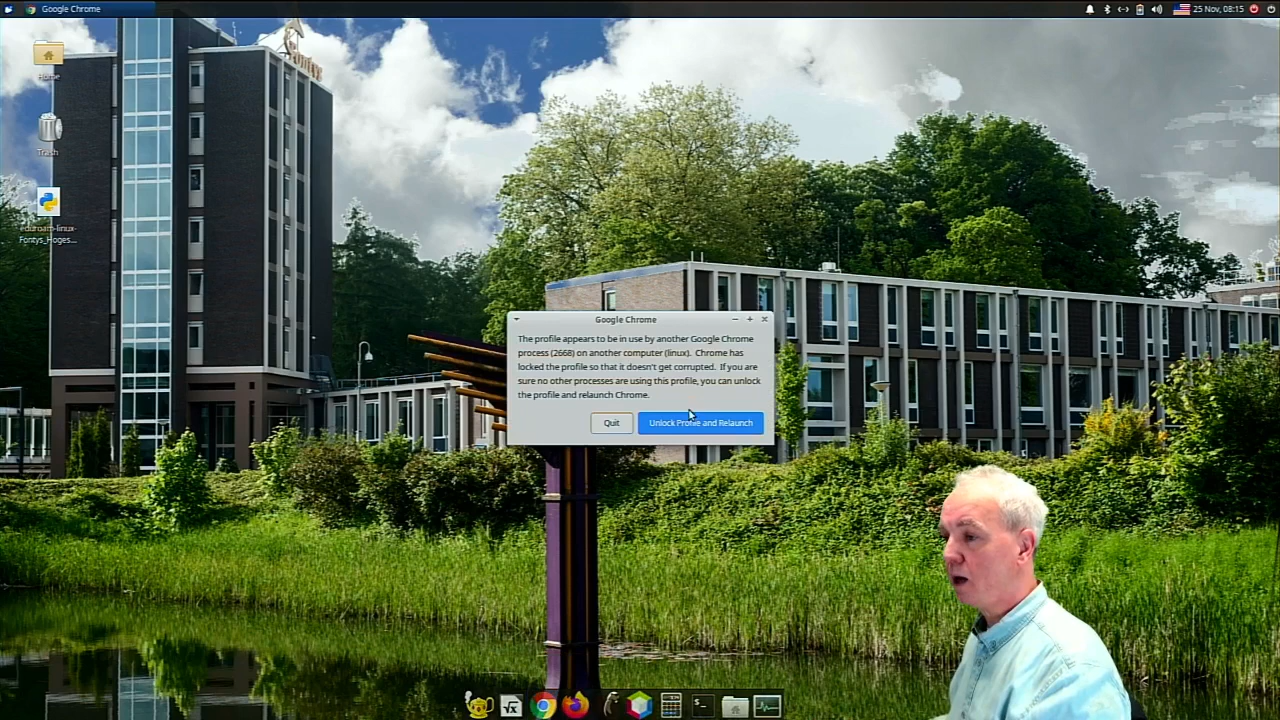 Google Chrome
25 Nov, 08:15
Home
Trash
eduroam-linux-
Fontys_Hoges...
Google Chrome
The profile appears to be in use by another Google Chrome
process (2668) on another computer (linux). Chrome has
locked the profile so that it doesn't get corrupted. If you are
sure no other processes are using this profile, you can unlock
the profile and relaunch Chrome.
Quit
Unlock Profile and Relaunch